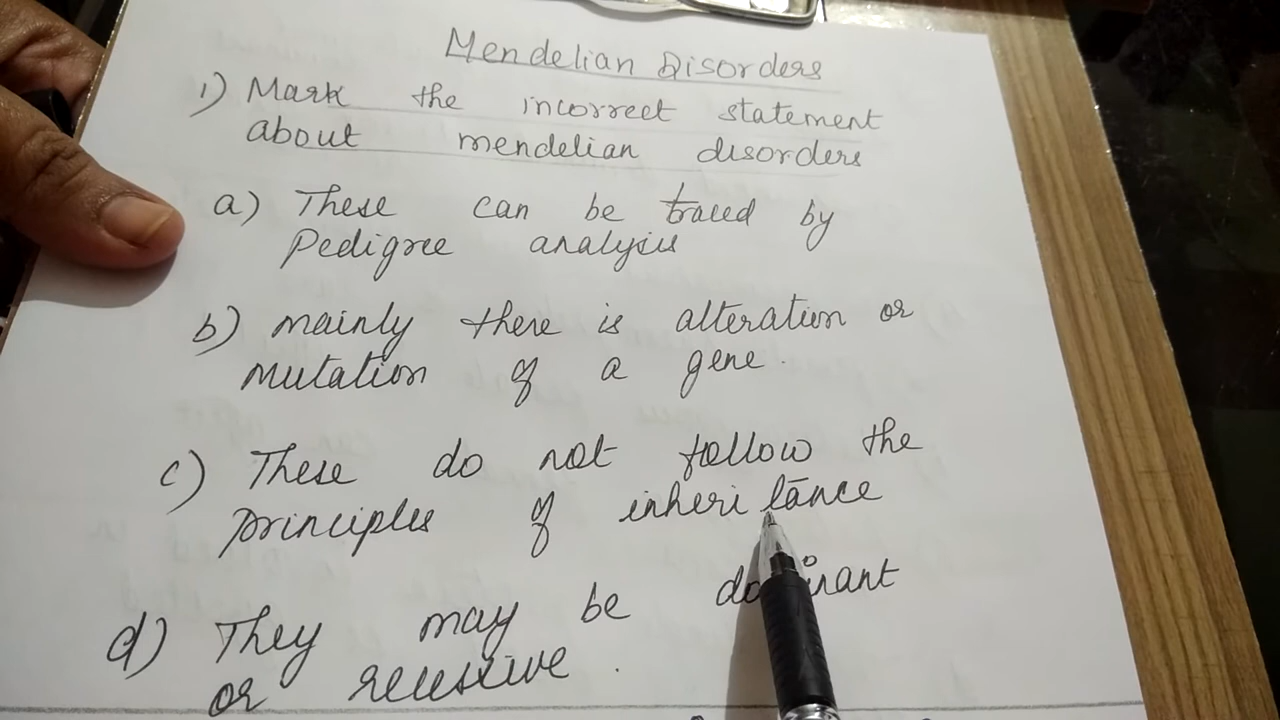 Mendelian Disorders
1) Mark the incorrect statement
about mendelian disorders
a) These can be traced by
Pedigree analysis
b) mainly there is alteration or
Mutation of a gene.
c) These do not follow the
principles of inheritance
d) They may be dominant
or recessive.